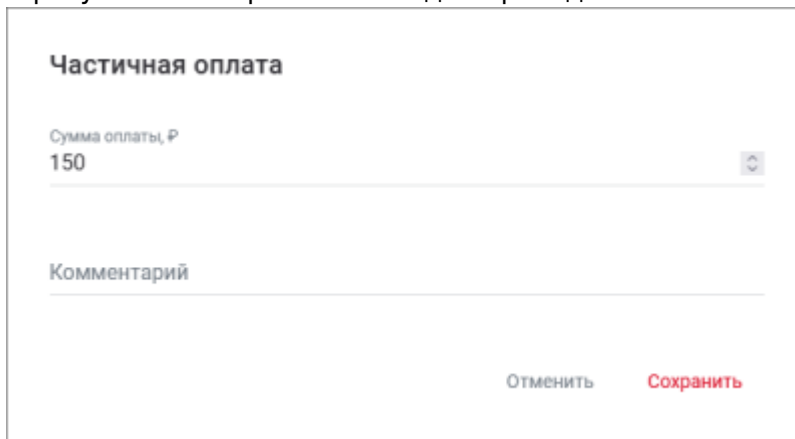 Частичная оплата
Сумма оплаты, ₽
150
Комментарий
Отменить Сохранить